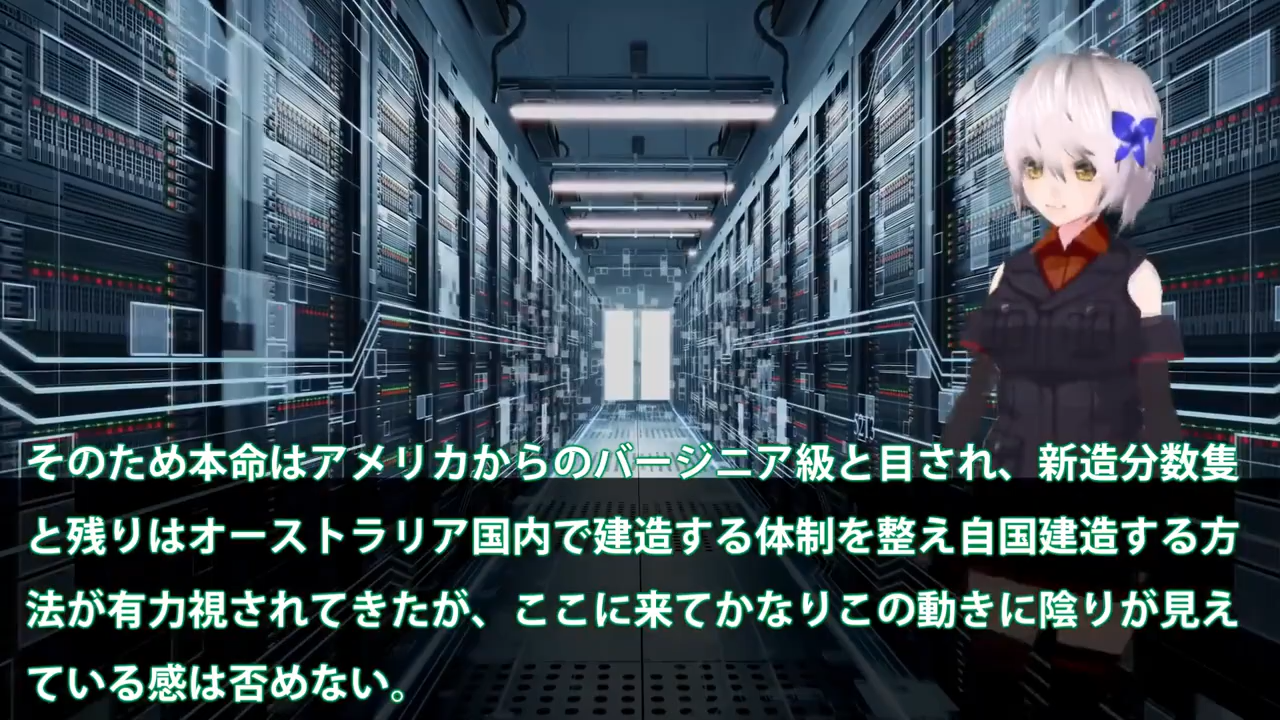 そのため本命はアメリカからのバージニア級と目され、新造分数隻
と残りはオーストラリア国内で建造する体制を整え自国建造する方
法が有力視されてきたが、ここに来てかなりこの動きに陰りが見え
ている感は否めない。